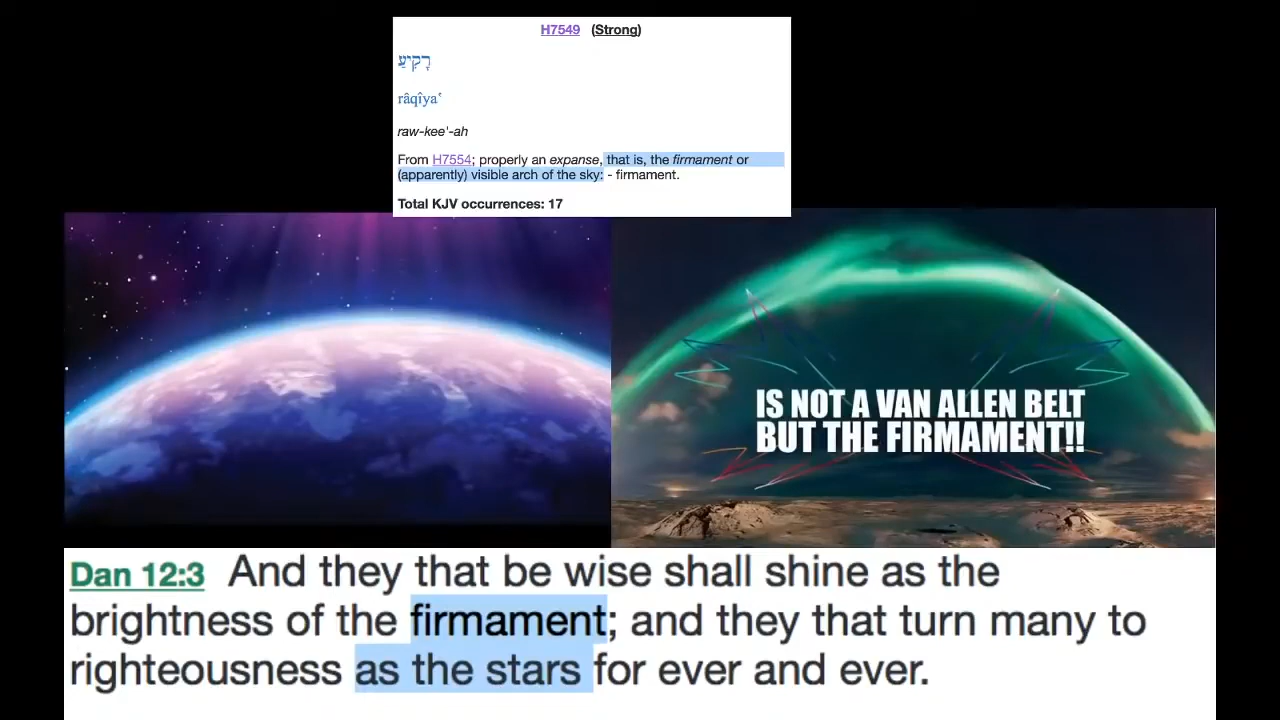 H7549 (Strong)
רָקִיעַ
râqîya‛
raw-kee'-ah
From H7554; properly an expanse, that is, the firmament or
(apparently) visible arch of the sky: - firmament.
Total KJV occurrences: 17
IS NOT A VAN ALLEN BELT
BUT THE FIRMAMENT!!
Dan 12:3 And they that be wise shall shine as the
brightness of the firmament; and they that turn many to
righteousness as the stars for ever and ever.